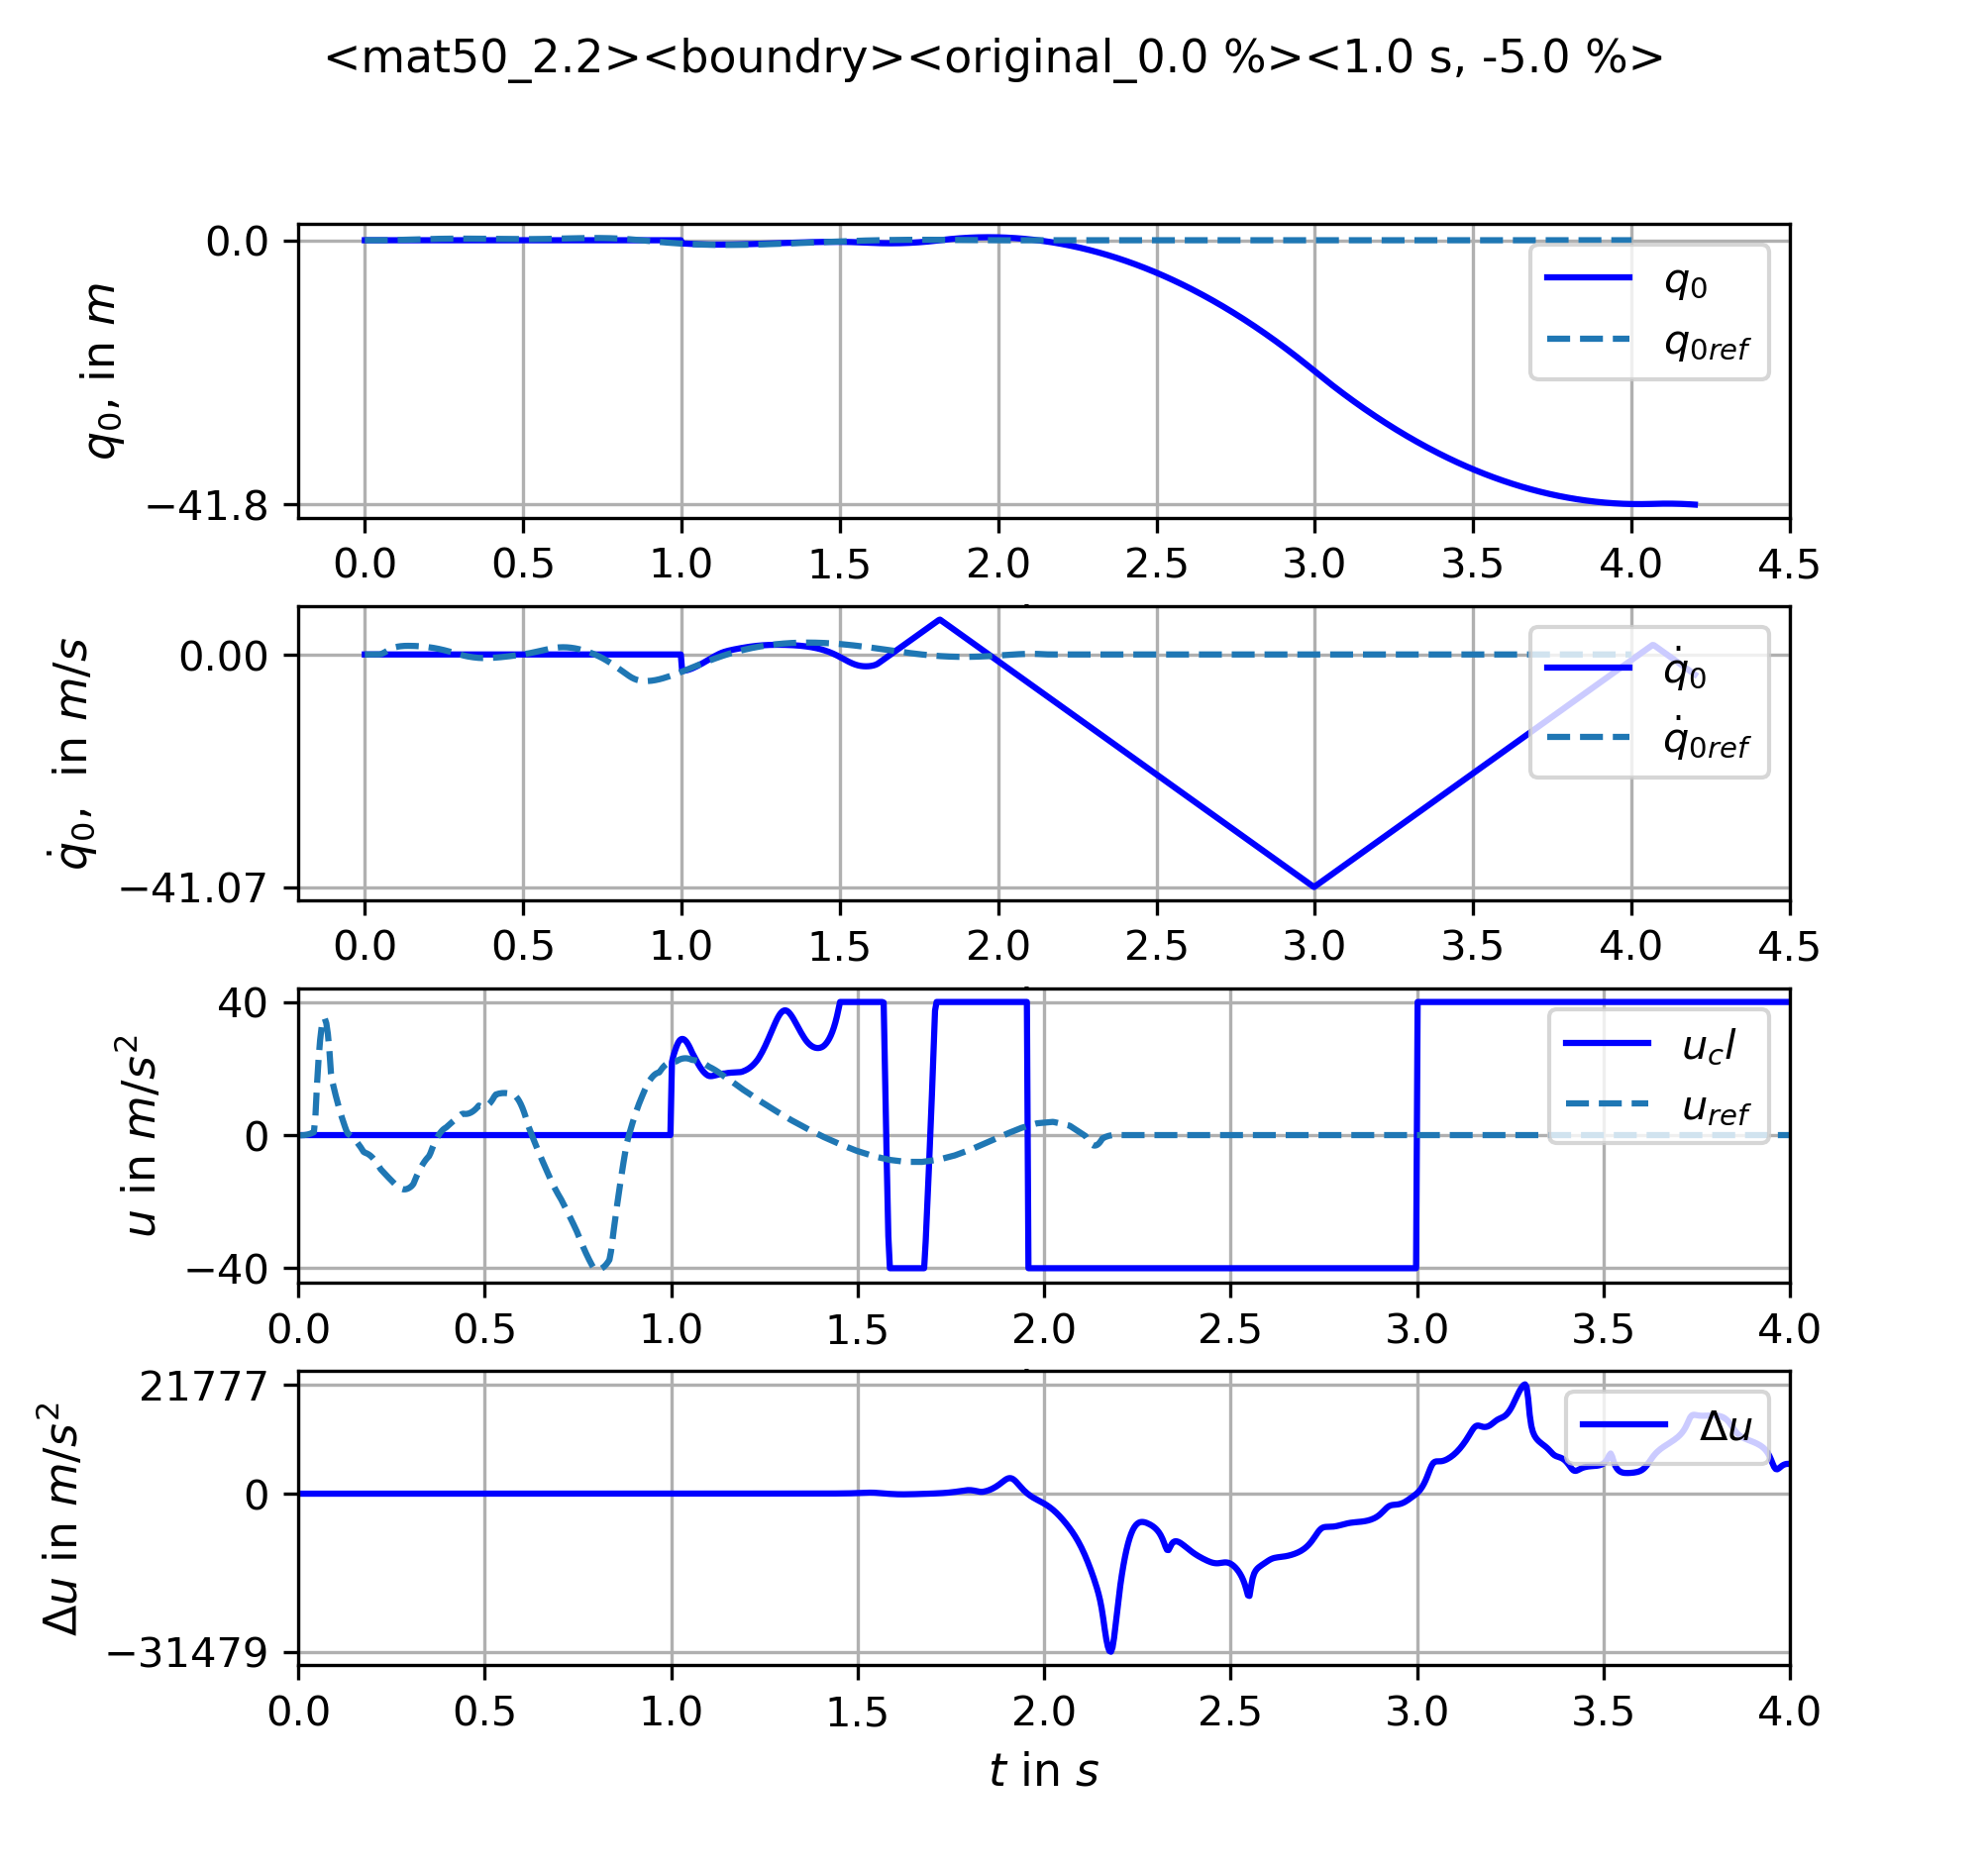 <mat50_2.2><boundry><original_0.0 %><1.0 s, -5.0 %>
q₀, in m
0.0
−41.8
q₀
q₀ref
0.0 0.5 1.0 1.5 2.0 2.5 3.0 3.5 4.0 4.5
q̇₀, in m/s
0.00
−41.07
q̇₀
q̇₀ref
0.0 0.5 1.0 1.5 2.0 2.5 3.0 3.5 4.0 4.5
u in m/s²
40
0
−40
u_cl
u_ref
0.0 0.5 1.0 1.5 2.0 2.5 3.0 3.5 4.0
Δu in m/s²
21777
0
−31479
Δu
0.0 0.5 1.0 1.5 2.0 2.5 3.0 3.5 4.0
t in s